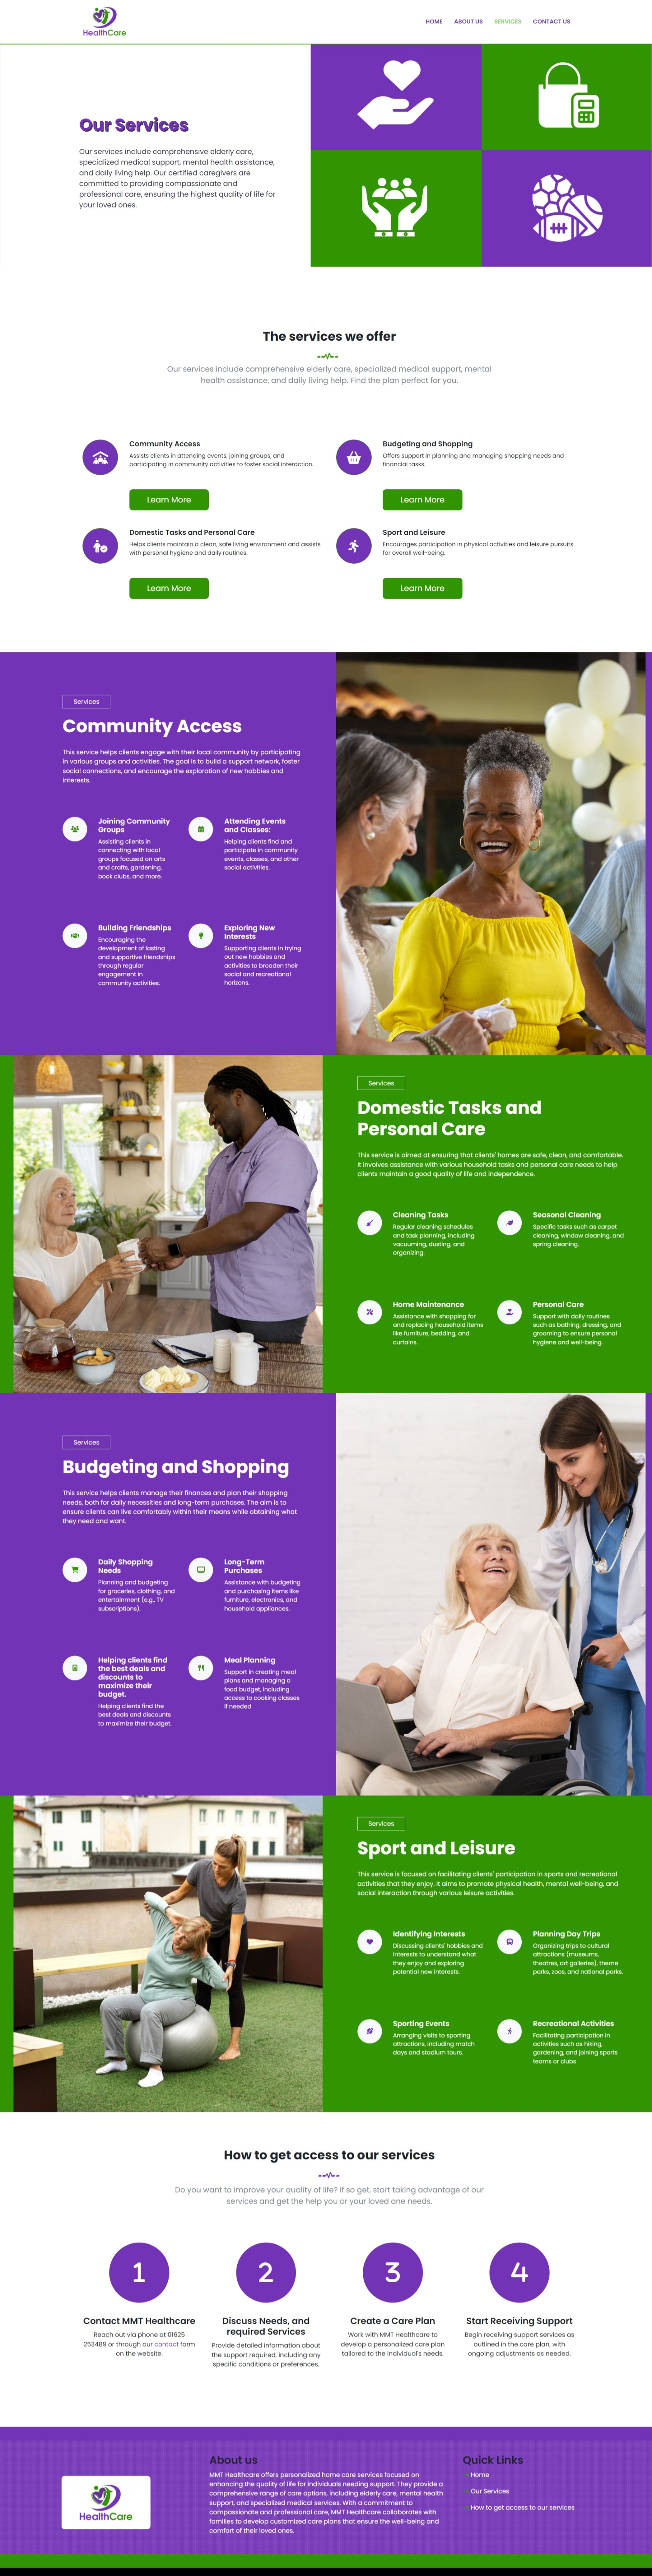 HealthCare
HOME ABOUT US SERVICES CONTACT US
Our Services
Our services include comprehensive elderly care,
specialized medical support, mental health assistance,
and daily living help. Our certified caregivers are
committed to providing compassionate and
professional care, ensuring the highest quality of life for
your loved ones.
The services we offer
Our services include comprehensive elderly care, specialized medical support, mental
health assistance, and daily living help. Find the plan perfect for you.
Community Access
Assists clients in attending events, joining groups, and
participating in community activities to foster social interaction.
Learn More
Budgeting and Shopping
Offers support in planning and managing shopping needs and
financial tasks.
Learn More
Domestic Tasks and Personal Care
Helps clients maintain a clean, safe living environment and assists
with personal hygiene and daily routines.
Learn More
Sport and Leisure
Encourages participation in physical activities and leisure pursuits
for overall well-being.
Learn More
Services
Community Access
This service helps clients engage with their local community by participating
in various groups and activities. The goal is to build a support network, foster
social connections, and encourage the exploration of new hobbies and
interests.
Joining Community
Groups
Assisting clients in
connecting with local
groups focused on arts
and crafts, gardening,
book clubs, and more.
Attending Events
and Classes:
Helping clients find and
participate in community
events, classes, and other
social activities.
Building Friendships
Encouraging the
development of lasting
and supportive friendships
through regular
engagement in
community activities.
Exploring New
Interests
Supporting clients in trying
out new hobbies and
activities to broaden their
social and recreational
horizons.
Services
Domestic Tasks and
Personal Care
This service is aimed at ensuring that clients' homes are safe, clean, and comfortable.
It involves assistance with various household tasks and personal care needs to help
clients maintain a good quality of life and independence.
Cleaning Tasks
Regular cleaning schedules
and task planning, including
vacuuming, dusting, and
organizing.
Seasonal Cleaning
Specific tasks such as carpet
cleaning, window cleaning, and
spring cleaning.
Home Maintenance
Assistance with shopping for
and replacing household items
like furniture, bedding, and
curtains.
Personal Care
Support with daily routines
such as bathing, dressing, and
grooming to ensure personal
hygiene and well-being.
Services
Budgeting and Shopping
This service helps clients manage their finances and plan their shopping
needs, both for daily necessities and long-term purchases. The aim is to
ensure clients can live comfortably within their means while obtaining what
they need and want.
Daily Shopping
Needs
Planning and budgeting
for groceries, clothing, and
entertainment (e.g., TV
subscriptions).
Long-Term
Purchases
Assistance with budgeting
and purchasing items like
furniture, electronics, and
household appliances.
Helping clients find
the best deals and
discounts to
maximize their
budget.
Helping clients find the
best deals and discounts
to maximize their budget.
Meal Planning
Support in creating meal
plans and managing a
food budget, including
access to cooking classes
if needed
Services
Sport and Leisure
This service is focused on facilitating clients' participation in sports and recreational
activities that they enjoy. It aims to promote physical health, mental well-being, and
social interaction through various leisure activities.
Identifying Interests
Discussing clients' hobbies and
interests to understand what
they enjoy and exploring
potential new interests.
Planning Day Trips
Organizing trips to cultural
attractions (museums,
theatres, art galleries), theme
parks, zoos, and national parks.
Sporting Events
Arranging visits to sporting
attractions, including match
days and stadium tours.
Recreational Activities
Facilitating participation in
activities such as hiking,
gardening, and joining sports
teams or clubs
How to get access to our services
Do you want to improve your quality of life? If so get, start taking advantage of our
services and get the help you or your loved one needs.
1
Contact MMT Healthcare
Reach out via phone at 01625
253489 or through our contact form
on the website.
2
Discuss Needs, and
required Services
Provide detailed information about
the support required, including any
specific conditions or preferences.
3
Create a Care Plan
Work with MMT Healthcare to
develop a personalized care plan
tailored to the individual's needs.
4
Start Receiving Support
Begin receiving support services as
outlined in the care plan, with
ongoing adjustments as needed.
HealthCare
About us
MMT Healthcare offers personalized home care services focused on
enhancing the quality of life for individuals needing support. They provide a
comprehensive range of care options, including elderly care, mental health
support, and specialized medical services. With a commitment to
compassionate and professional care, MMT Healthcare collaborates with
families to develop customized care plans that ensure the well-being and
comfort of their loved ones.
Quick Links
Home
Our Services
How to get access to our services